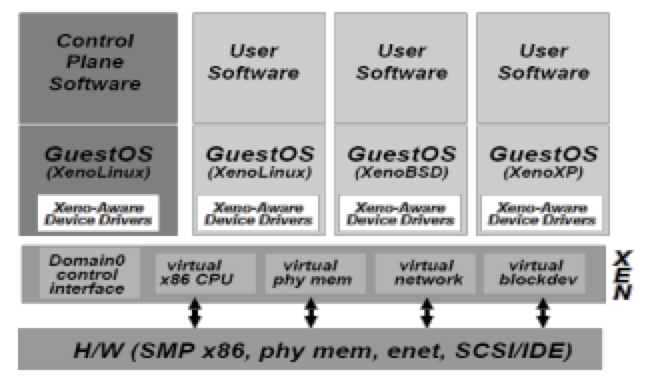 Control
Plane
Software
User
Software
User
Software
User
Software
GuestOS
(XenoLinux)
Xeno-Aware
Device Drivers
GuestOS
(XenoLinux)
Xeno-Aware
Device Drivers
GuestOS
(XenoBSD)
Xeno-Aware
Device Drivers
GuestOS
(XenoXP)
Xeno-Aware
Device Drivers
Domain0
control
interface
virtual
x86 CPU
virtual
phy mem
virtual
network
virtual
blockdev
XEN
H/W (SMP x86, phy mem, enet, SCSI/IDE)